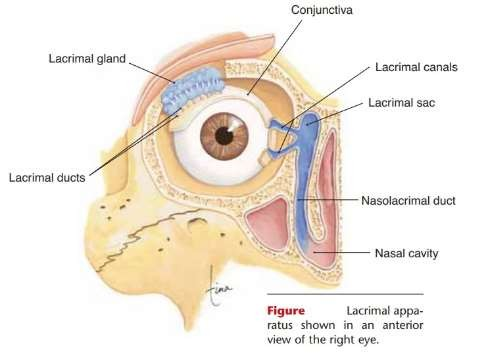 Conjunctiva
Lacrimal gland
Lacrimal canals
Lacrimal sac
Lacrimal ducts
Nasolacrimal duct
Nasal cavity
tina
Figure Lacrimal appa-
ratus shown in an anterior
view of the right eye.